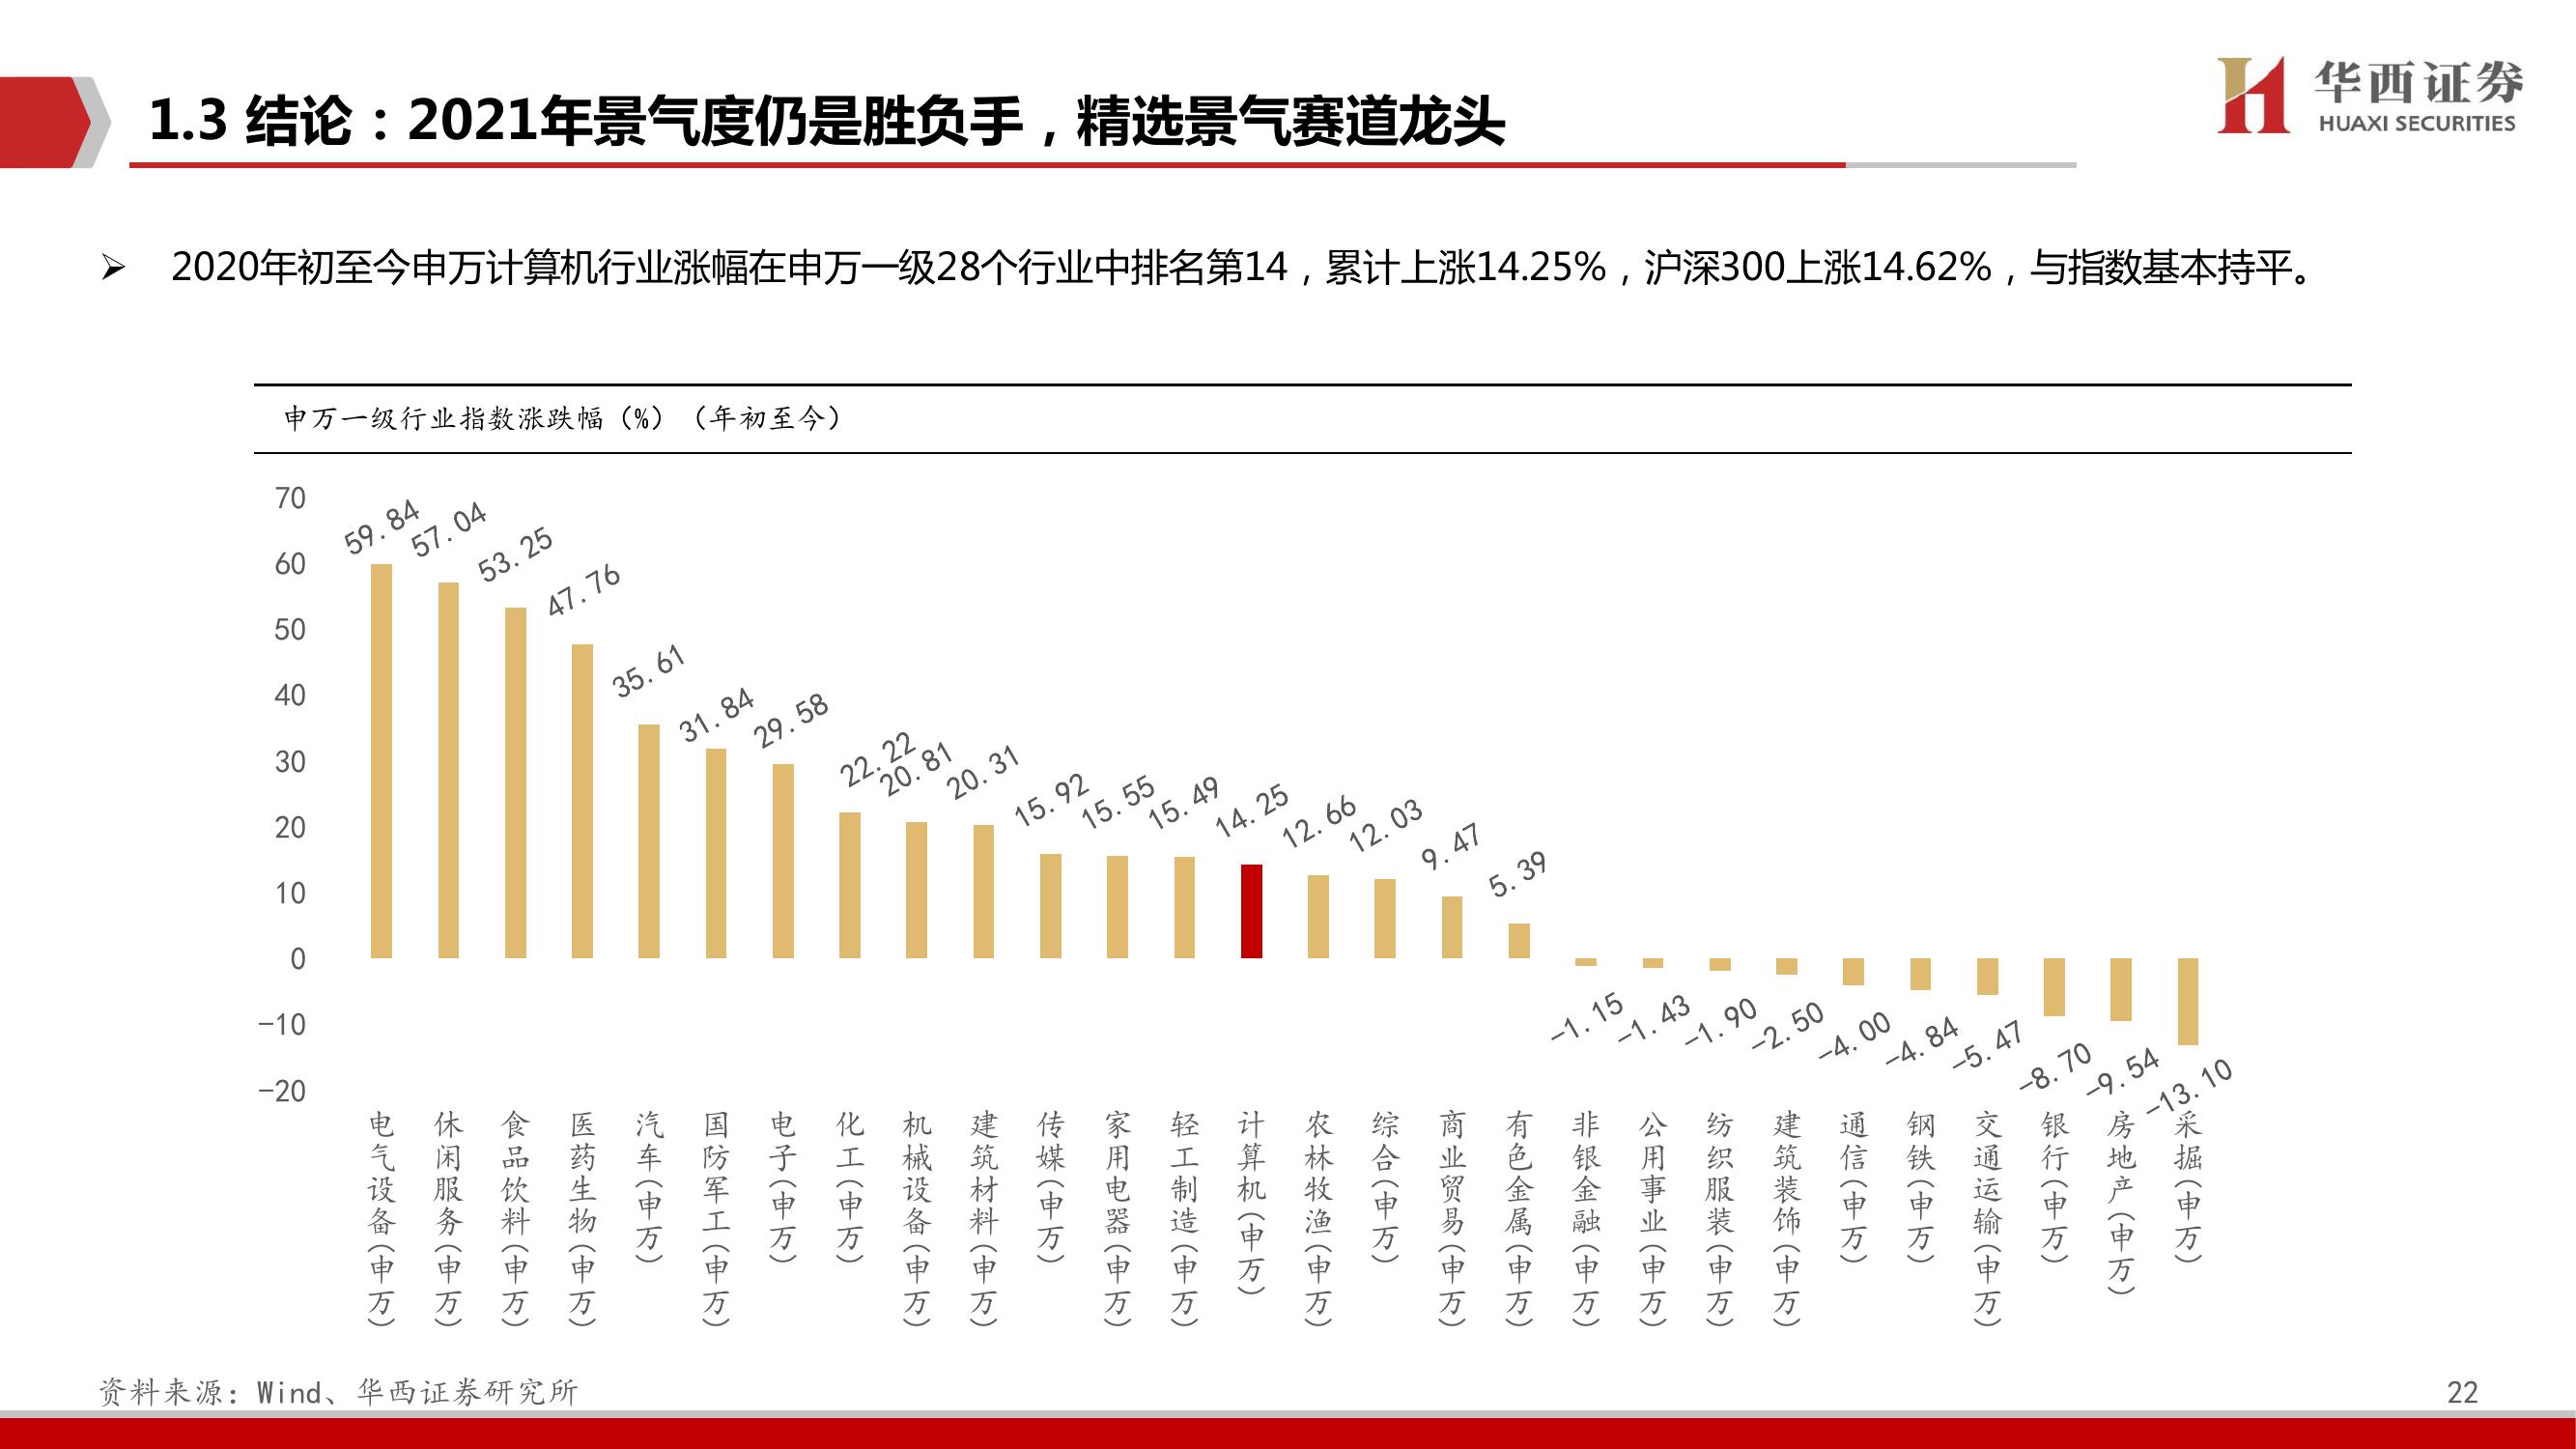 1.3 结论：2021年景气度仍是胜负手，精选景气赛道龙头
华西证券
HUAXI SECURITIES
2020年初至今申万计算机行业涨幅在申万一级28个行业中排名第14，累计上涨14.25%，沪深300上涨14.62%，与指数基本持平。
申万一级行业指数涨跌幅（%）（年初至今）
70
60
50
40
30
20
10
0
-10
-20
59.84
57.04
53.25
47.76
35.61
31.84
29.58
22.22
20.81
20.31
15.92
15.55
15.49
14.25
12.66
12.03
9.47
5.39
-1.15
-1.43
-1.90
-2.50
-4.00
-4.84
-5.47
-8.70
-9.54
-13.10
电气设备(申万)
休闲服务(申万)
食品饮料(申万)
医药生物(申万)
汽车(申万)
国防军工(申万)
电子(申万)
化工(申万)
机械设备(申万)
建筑材料(申万)
传媒(申万)
家用电器(申万)
轻工制造(申万)
计算机(申万)
农林牧渔(申万)
综合(申万)
商业贸易(申万)
有色金属(申万)
非银金融(申万)
公用事业(申万)
纺织服装(申万)
建筑装饰(申万)
通信(申万)
钢铁(申万)
交通运输(申万)
银行(申万)
房地产(申万)
采掘(申万)
资料来源：Wind、华西证券研究所
22